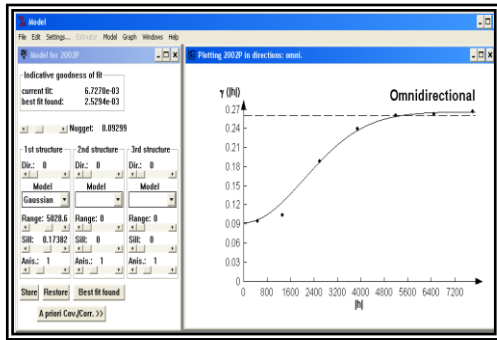 Model
File Edit Settings... Estimator Model Graph Windows Help
Model for 2002P
Indicative goodness of fit
current fit: 6.7270e-03
best fit found: 2.5294e-03
Nugget: 0.09299
1st structure 2nd structure 3rd structure
Dir.: 0 Dir.: 0 Dir.: 0
Model Model Model
Gaussian
Range: 5028.6 Range: 0 Range: 0
Sill: 0.17382 Sill: 0 Sill: 0
Anis.: 1 Anis.: 1 Anis.: 1
Store Restore Best fit found
A priori Cov./Corr. >>
Plotting 2002P in directions: omni.
γ (|h|)
Omnidirectional
0.27
0.24
0.21
0.18
0.15
0.12
0.09
0.06
0.03
0
0 800 1600 2400 3200 4000 4800 5600 6400 7200
|h|